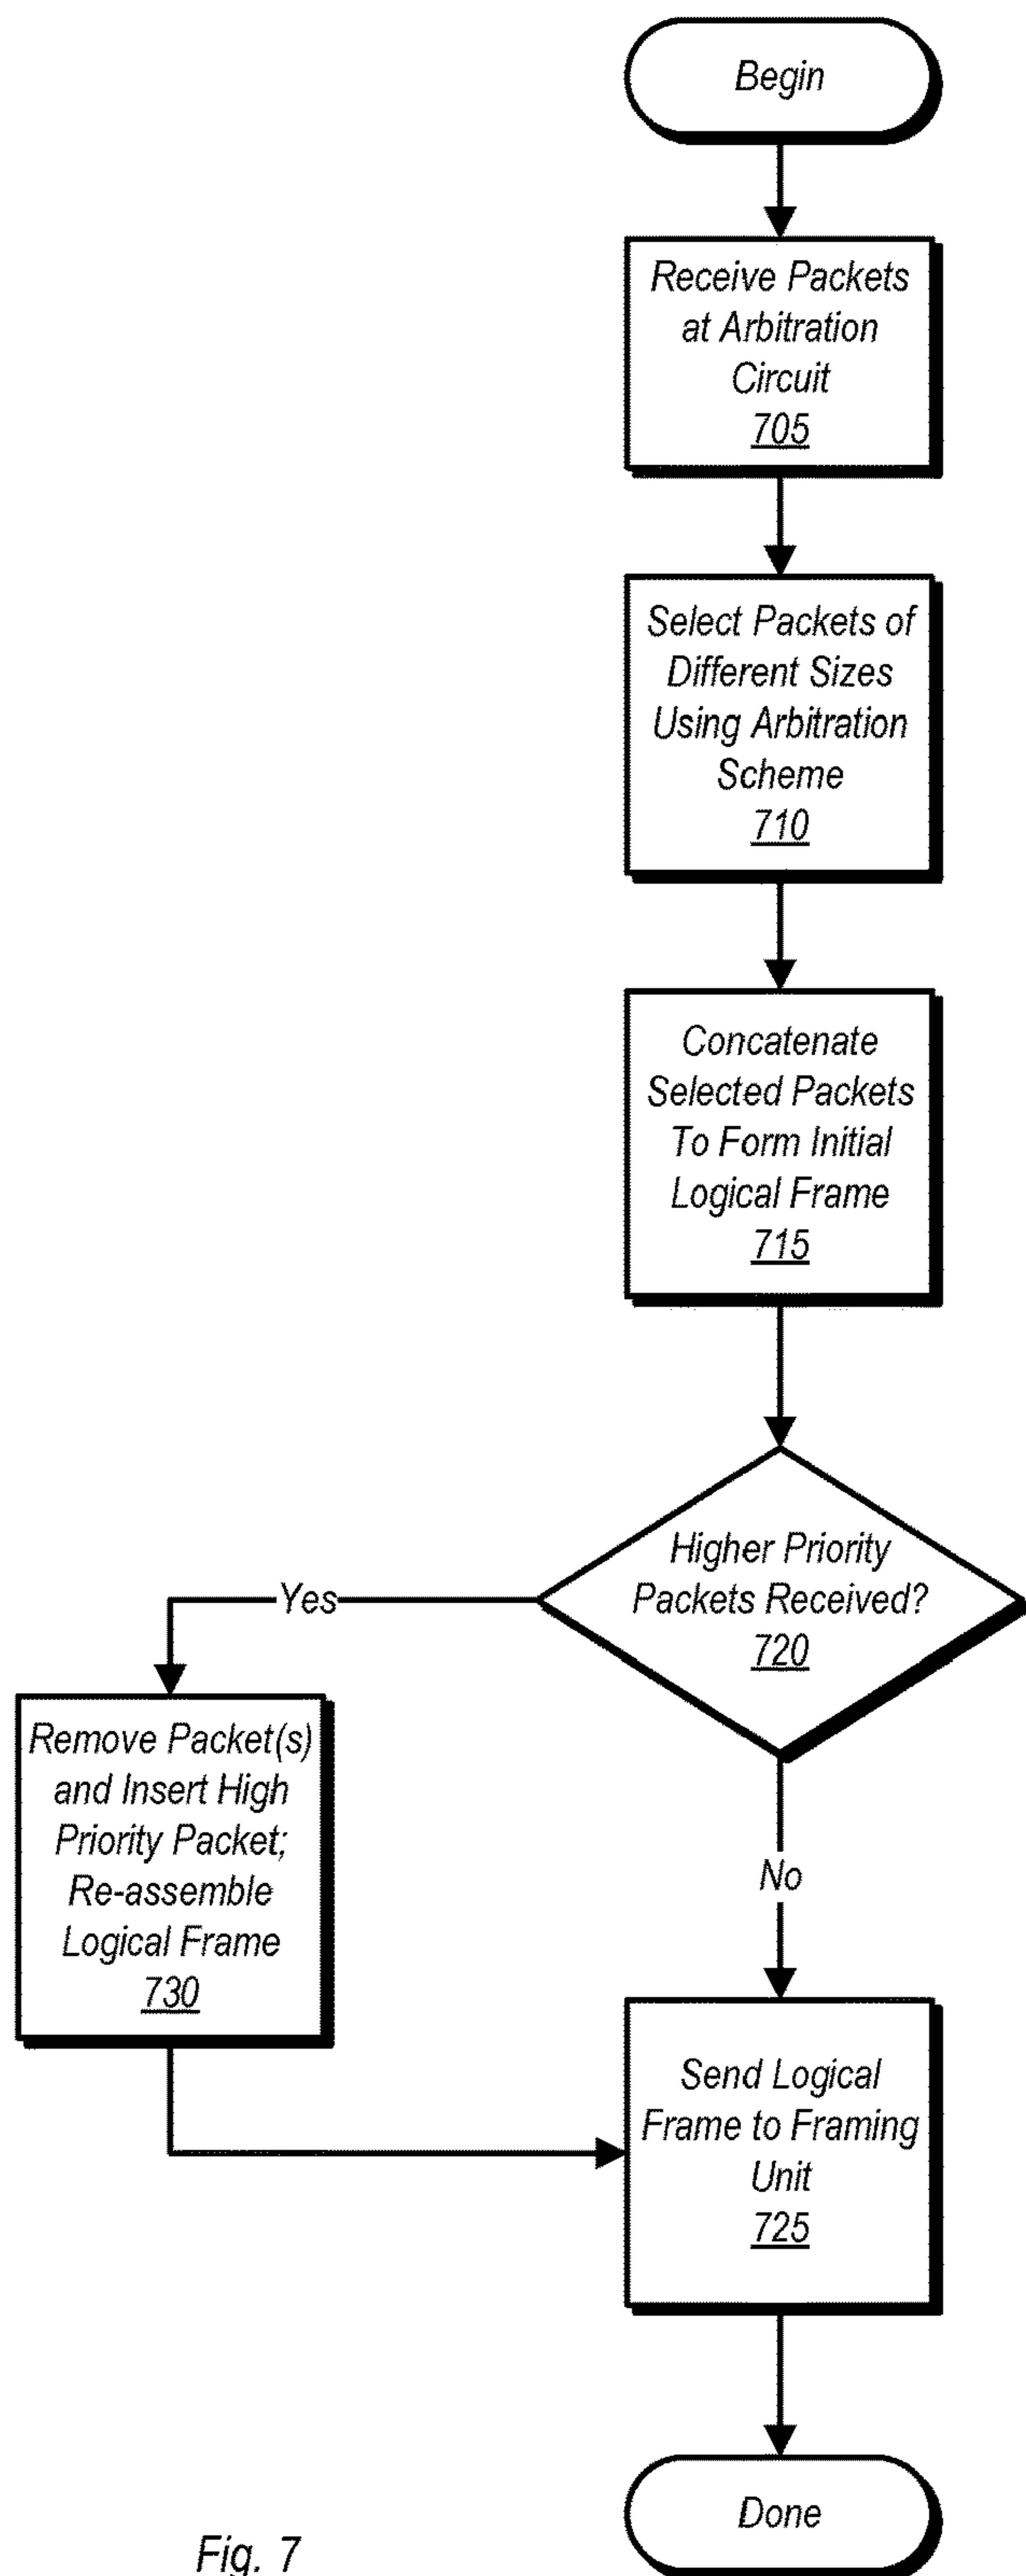 Begin
Receive Packets
at Arbitration
Circuit
705
Select Packets of
Different Sizes
Using Arbitration
Scheme
710
Concatenate
Selected Packets
To Form Initial
Logical Frame
715
Higher Priority
Packets Received?
720
Yes
Remove Packet(s)
and Insert High
Priority Packet;
Re-assemble
Logical Frame
730
No
Send Logical
Frame to Framing
Unit
725
Done
Fig. 7